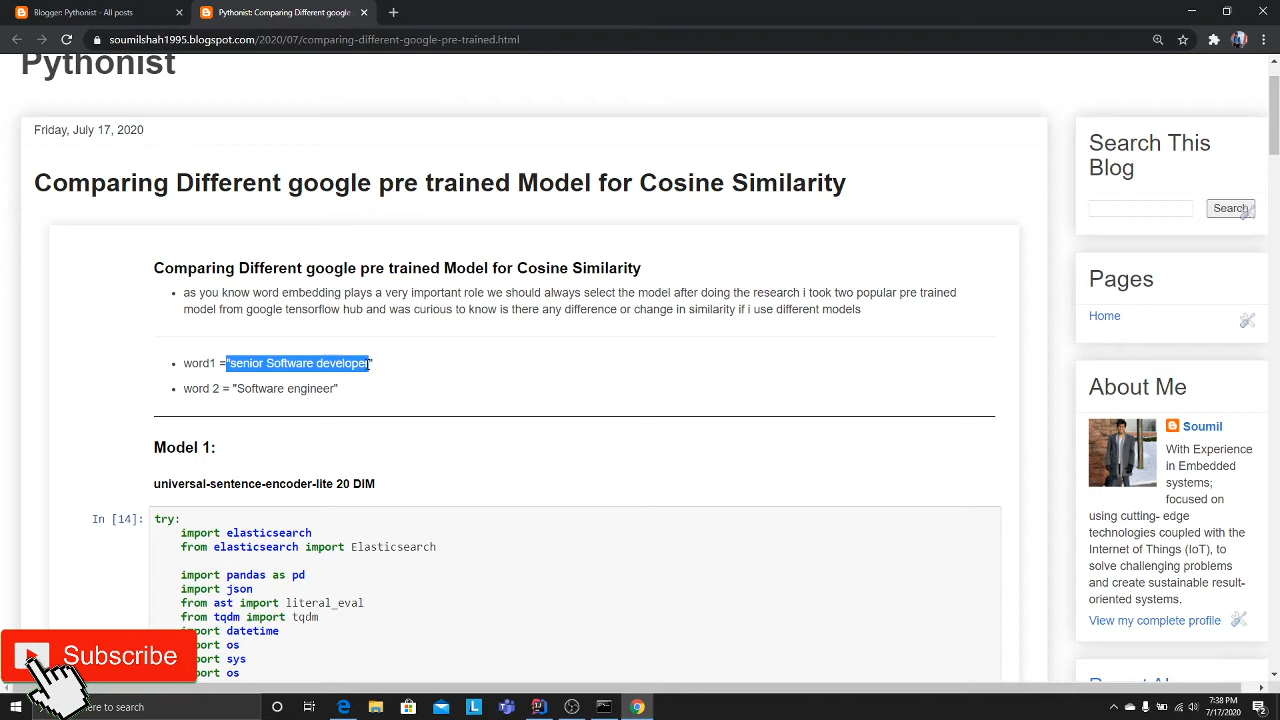 Bloggen Pythonist - All posts
Pythonist: Comparing Different google
soumilshah1995.blogspot.com/2020/07/comparing-different-google-pre-trained.html
Pythonist
Friday, July 17, 2020
Comparing Different google pre trained Model for Cosine Similarity
Comparing Different google pre trained Model for Cosine Similarity
as you know word embedding plays a very important role we should always select the model after doing the research i took two popular pre trained
model from google tensorflow hub and was curious to know is there any difference or change in similarity if i use different models
word1 ="senior Software developer"
word 2 = "Software engineer"
Model 1:
universal-sentence-encoder-lite 20 DIM
In [14]:
try:
import elasticsearch
from elasticsearch import Elasticsearch
import pandas as pd
import json
from ast import literal_eval
from tqdm import tqdm
import datetime
import os
import sys
import os
Search This
Blog
Search
Pages
Home
About Me
Soumil
With Experience
in Embedded
systems;
focused on
using cutting- edge
technologies coupled with the
Internet of Things (IoT), to
solve challenging problems
and create sustainable result-
oriented systems.
View my complete profile
Subscribe
here to search
7:38 PM
7/17/2020